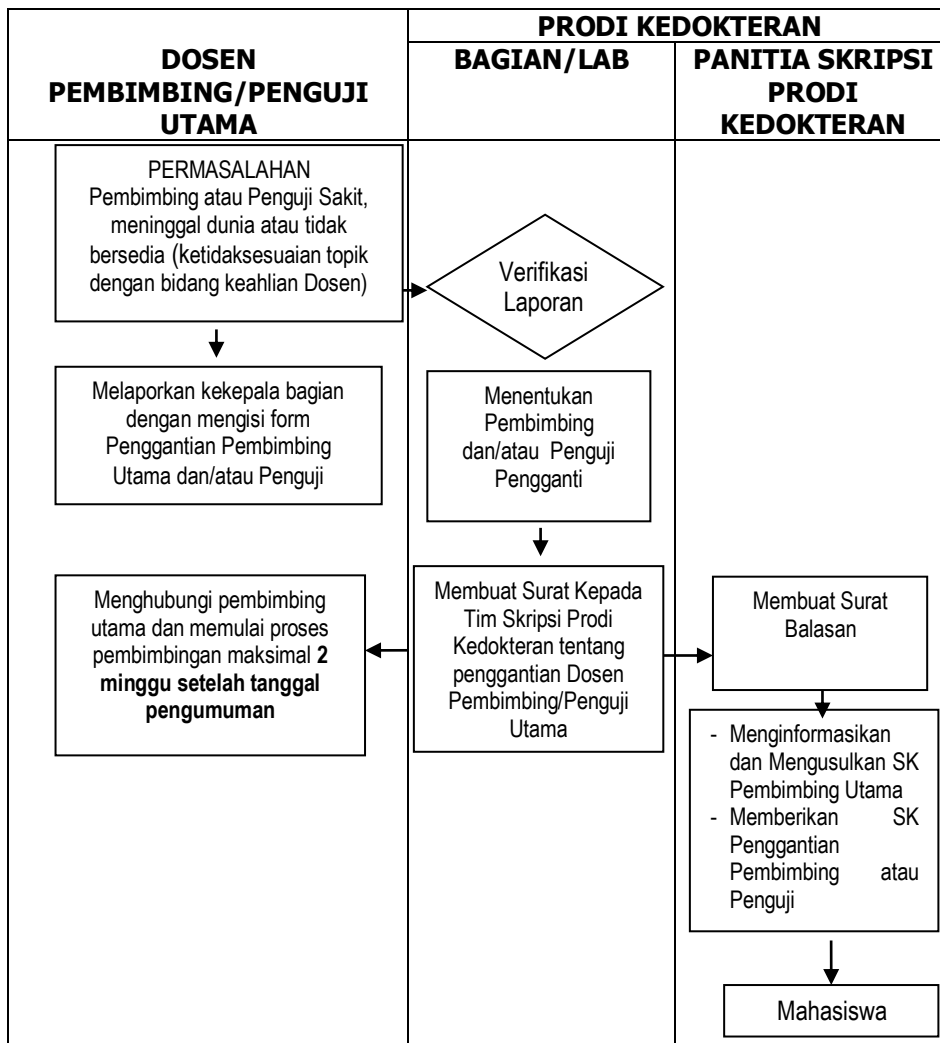 PRODI KEDOKTERAN
DOSEN
PEMBIMBING/PENGUJI
UTAMA
BAGIAN/LAB
PANITIA SKRIPSI
PRODI
KEDOKTERAN
PERMASALAHAN
Pembimbing atau Penguji Sakit,
meninggal dunia atau tidak
bersedia (ketidaksesuaian topik
dengan bidang keahlian Dosen)
Verifikasi
Laporan
Melaporkan kekepala bagian
dengan mengisi form
Penggantian Pembimbing
Utama dan/atau Penguji
Menentukan
Pembimbing
dan/atau Penguji
Pengganti
Menghubungi pembimbing
utama dan memulai proses
pembimbingan maksimal 2
minggu setelah tanggal
pengumuman
Membuat Surat Kepada
Tim Skripsi Prodi
Kedokteran tentang
penggantian Dosen
Pembimbing/Penguji
Utama
Membuat Surat
Balasan
- Menginformasikan
dan Mengusulkan SK
Pembimbing Utama
- Memberikan SK
Penggantian
Pembimbing atau
Penguji
Mahasiswa